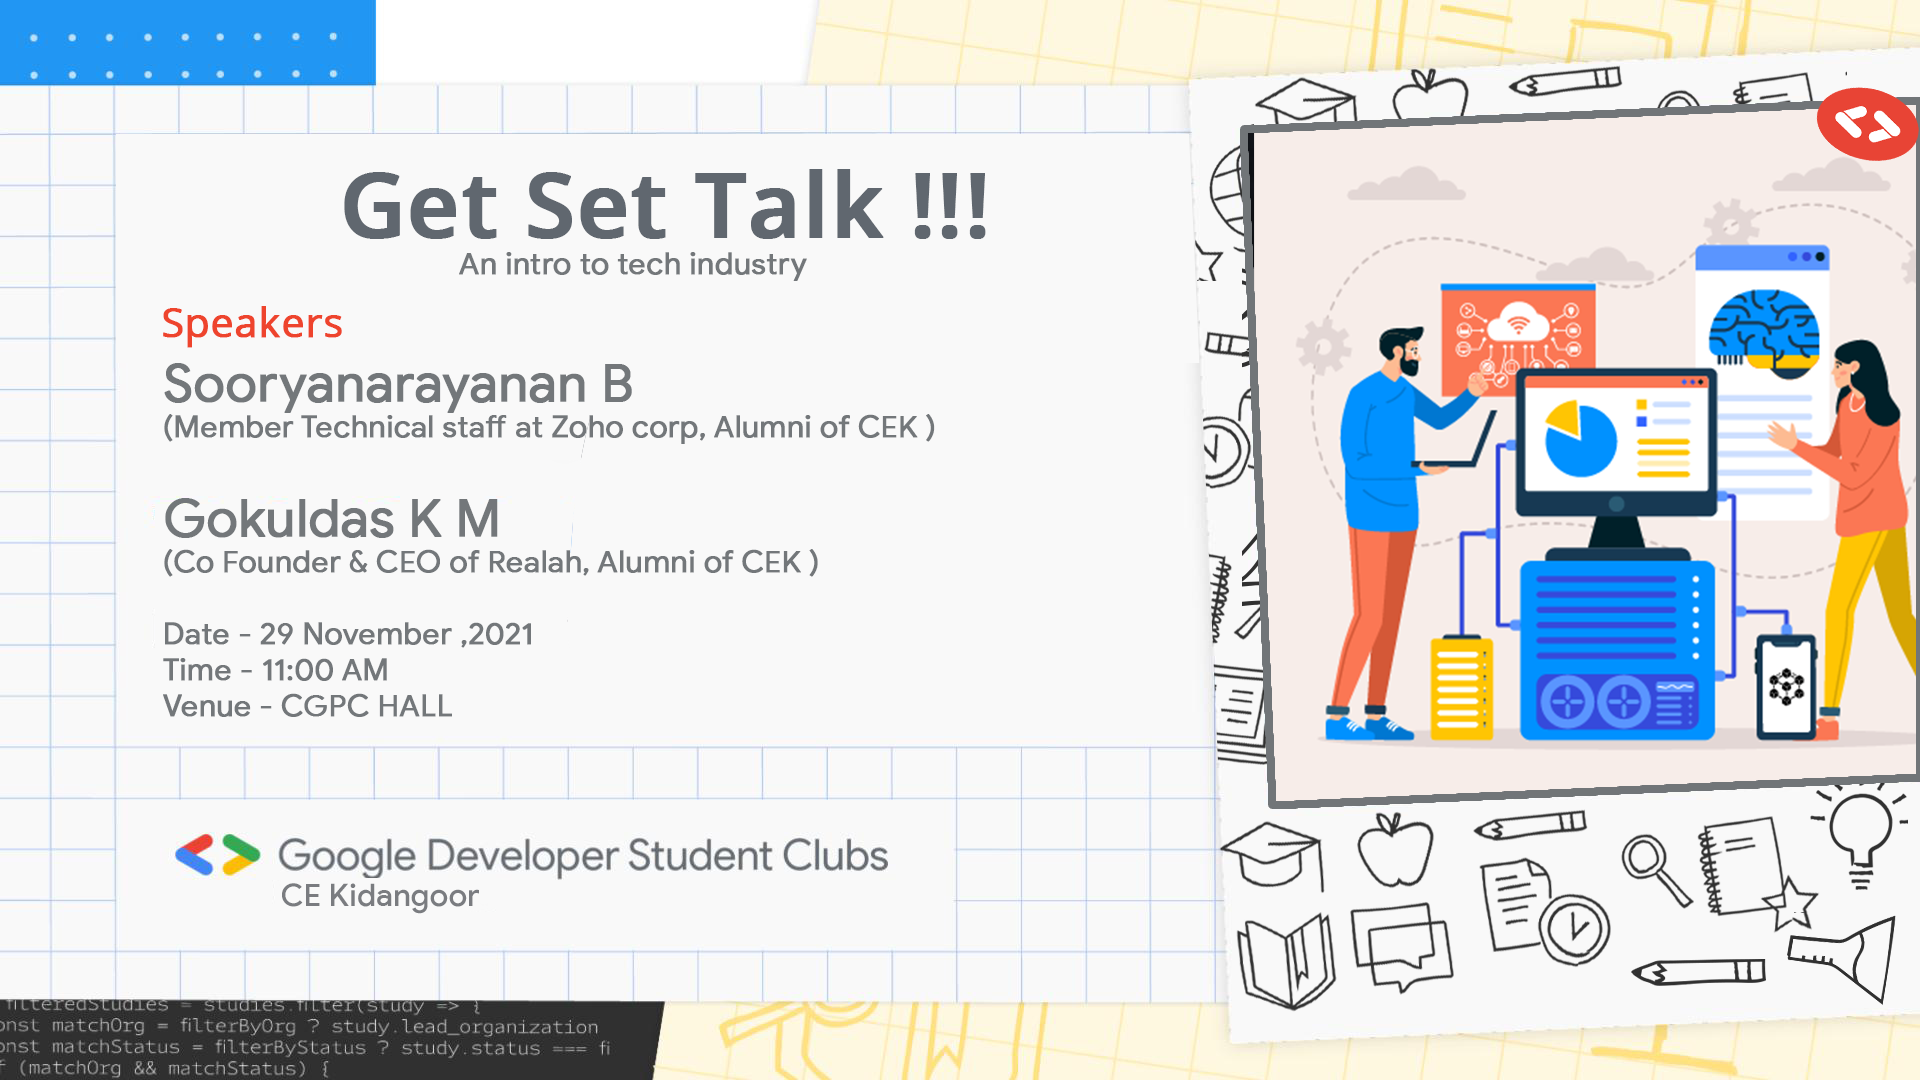 Get Set Talk !!!
An intro to tech industry
Speakers
Sooryanarayanan B
(Member Technical staff at Zoho corp, Alumni of CEK )
Gokuldas K M
(Co Founder & CEO of Realah, Alumni of CEK )
Date - 29 November ,2021
Time - 11:00 AM
Venue - CGPC HALL
Google Developer Student Clubs
CE Kidangoor
filteredStudies = studies.filter(study => {
onst matchOrg = filterByOrg ? study.lead_organization
onst matchStatus = filterByStatus ? study.status === fi
f (matchOrg && matchStatus) {